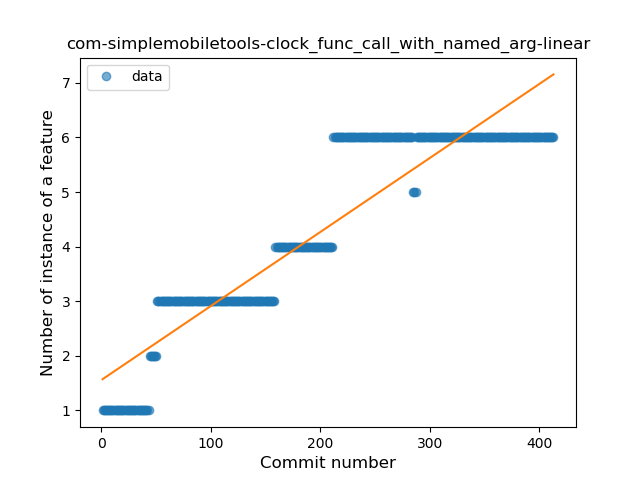 com-simplemobiletools-clock_func_call_with_named_arg-linear
data
Number of instance of a feature
7
6
5
4
3
2
1
0 100 200 300 400
Commit number